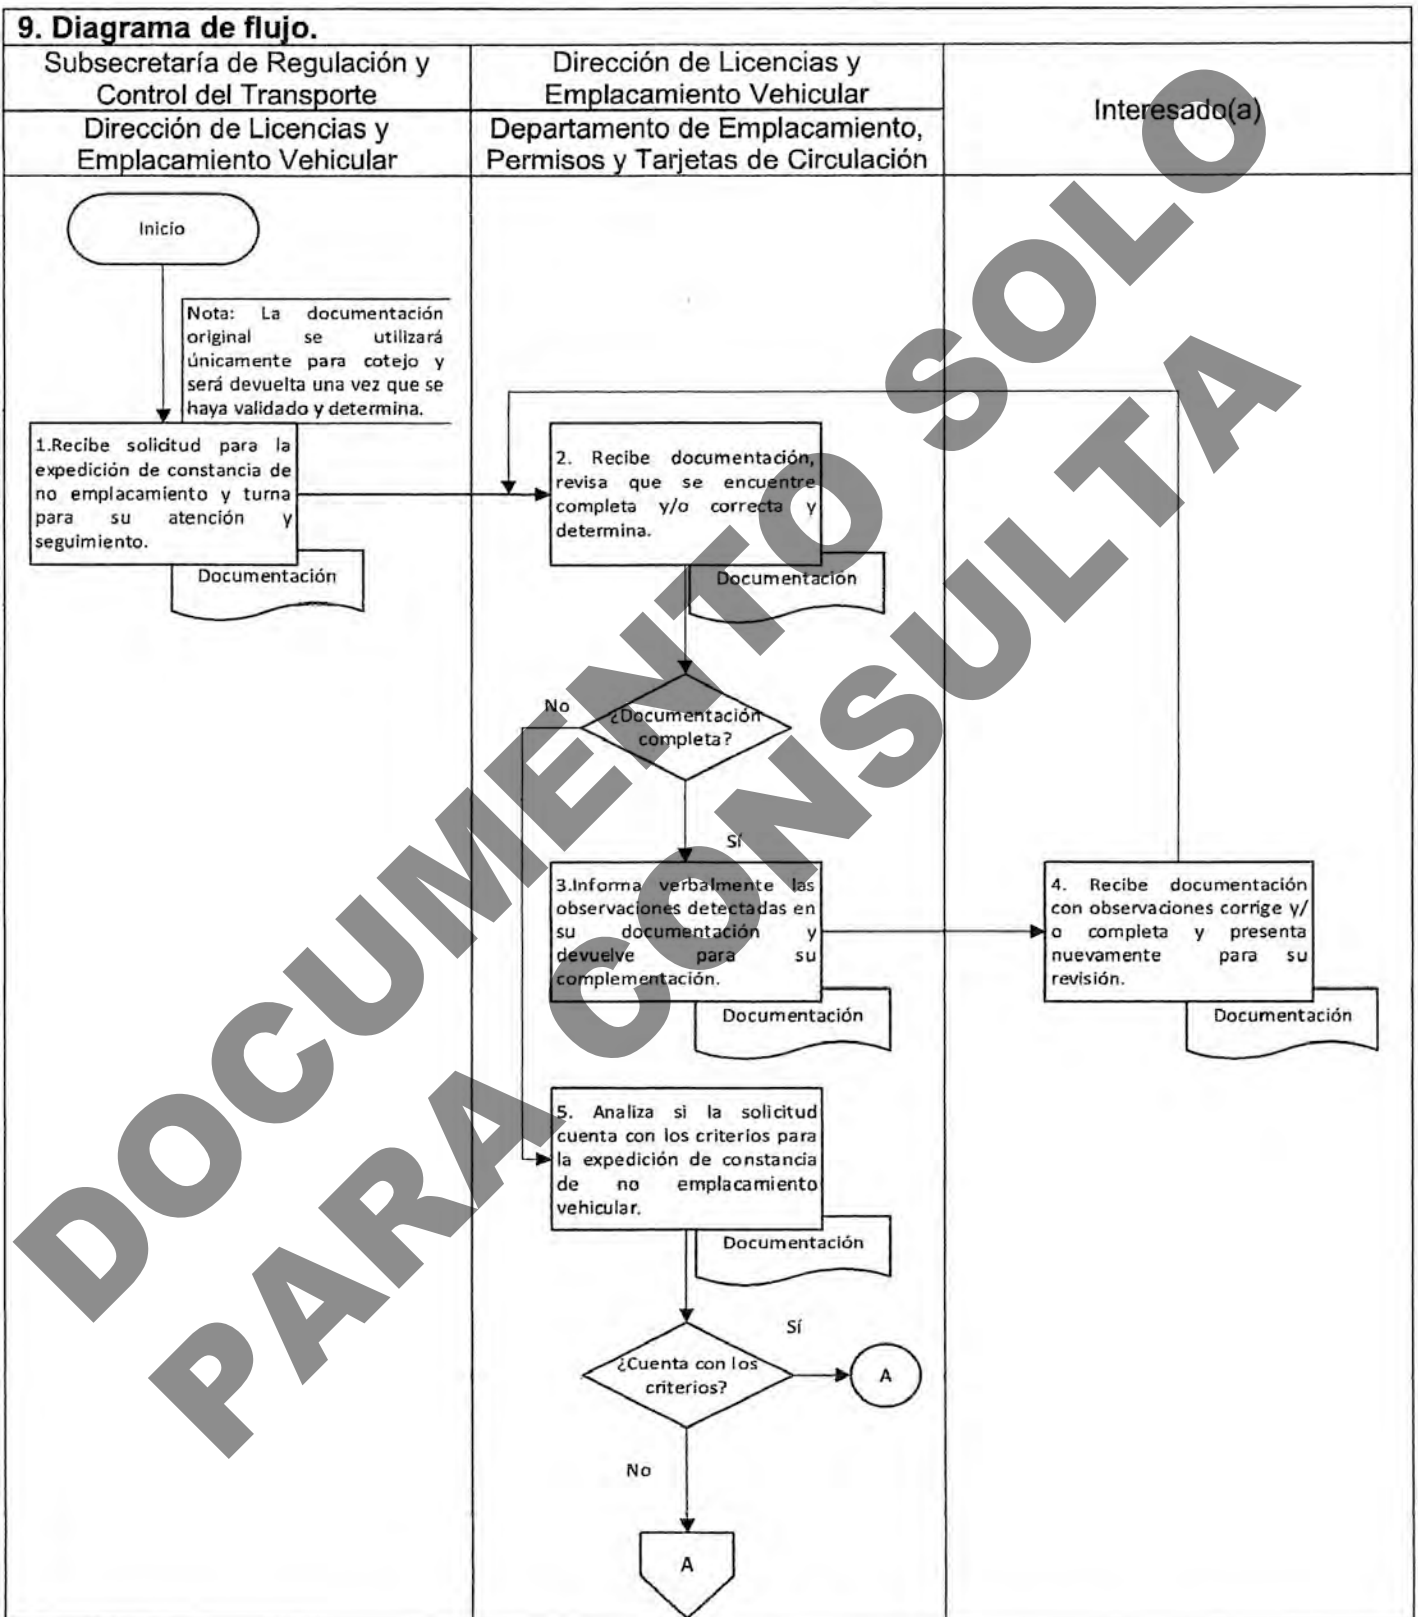 9. Diagrama de flujo.
Subsecretaría de Regulación y
Control del Transporte
Dirección de Licencias y
Emplacamiento Vehicular
Dirección de Licencias y
Emplacamiento Vehicular
Departamento de Emplacamiento,
Permisos y Tarjetas de Circulación
Interesado(a)
Inicio
Nota: La documentación
original se utilizará
únicamente para cotejo y
será devuelta una vez que se
haya validado y determina.
1.Recibe solicitud para la
expedición de constancia de
no emplacamiento y turna
para su atención y
seguimiento.
Documentación
2. Recibe documentación,
revisa que se encuentre
completa y/o correcta y
determina.
Documentación
¿Documentación
completa?
No
Sí
3.Informa verbalmente las
observaciones detectadas en
su documentación y
devuelve para su
complementación.
Documentación
4. Recibe documentación
con observaciones corrige y/
o completa y presenta
nuevamente para su
revisión.
Documentación
5. Analiza si la solicitud
cuenta con los criterios para
la expedición de constancia
de no emplacamiento
vehicular.
Documentación
¿Cuenta con los
criterios?
Sí
A
No
A
DOCUMENTO SOLO
PARA CONSULTA